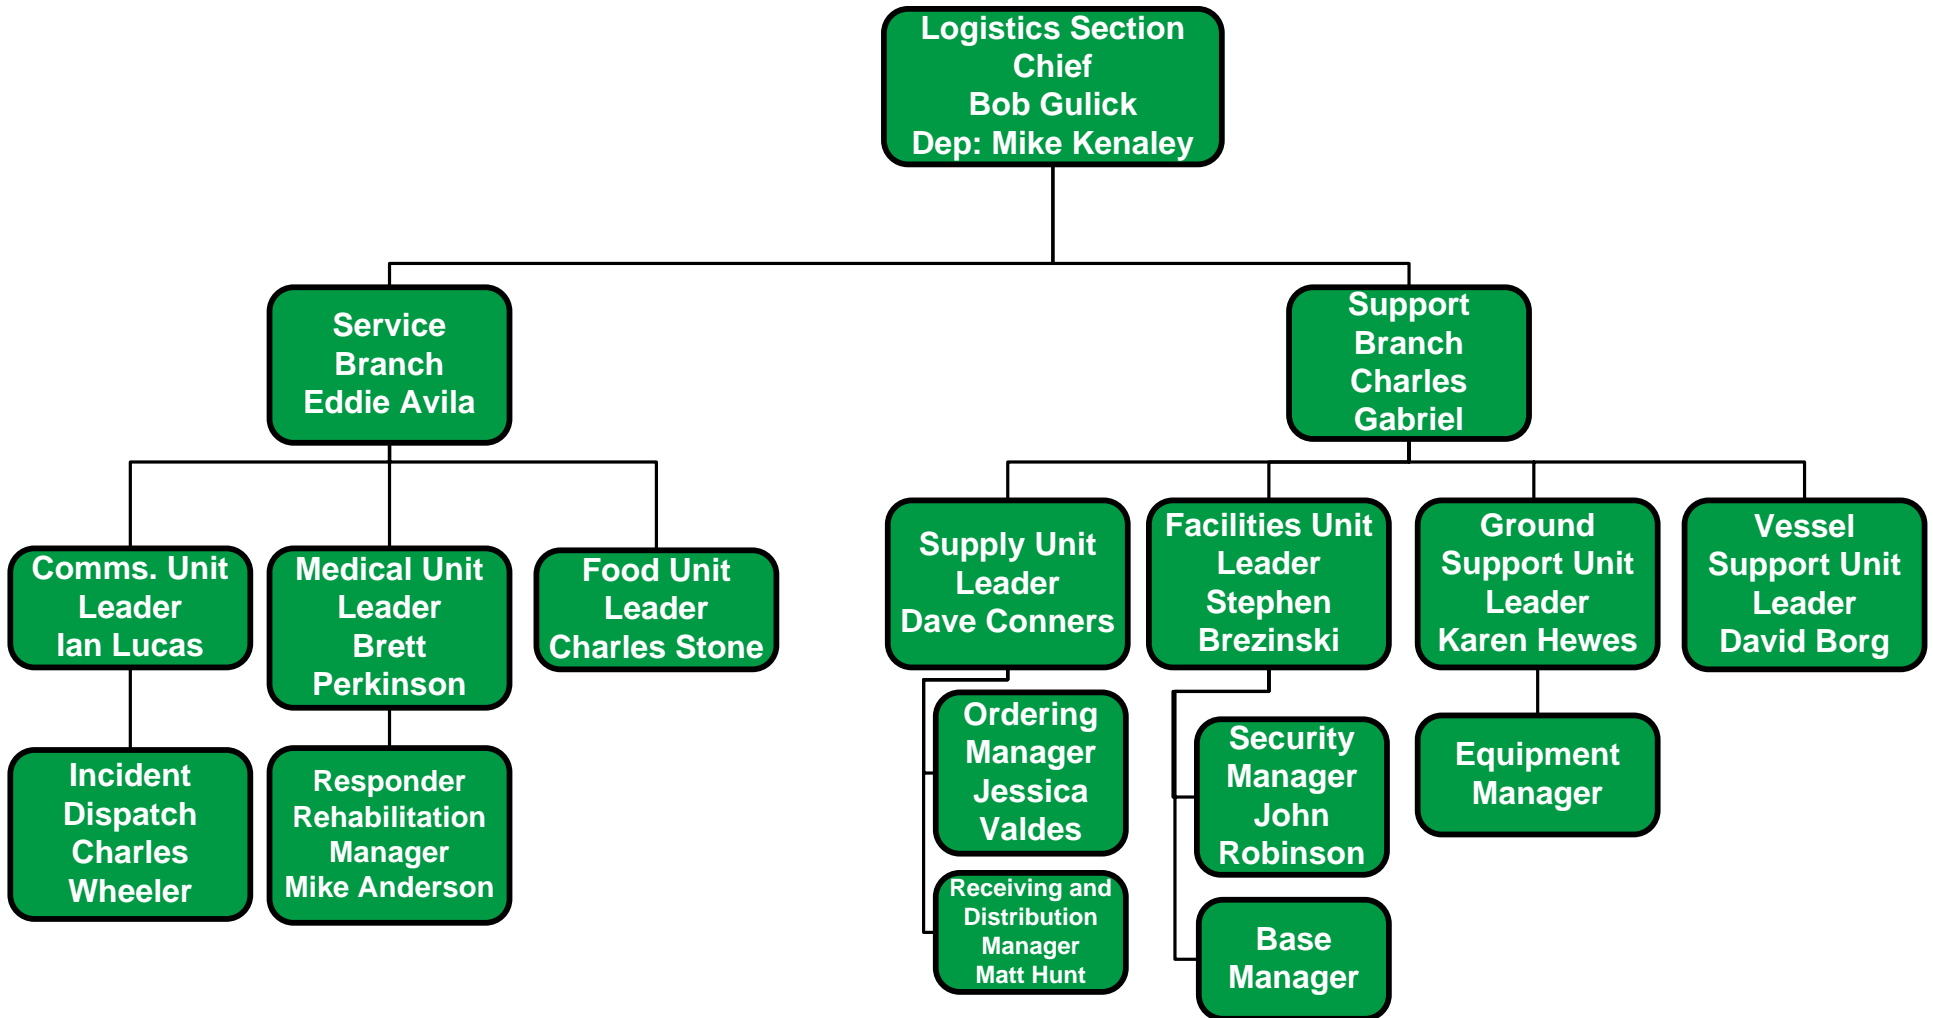 Logistics Section
Chief
Bob Gulick
Dep: Mike Kenaley
Service
Branch
Eddie Avila
Support
Branch
Charles
Gabriel
Comms. Unit
Leader
Ian Lucas
Medical Unit
Leader
Brett
Perkinson
Food Unit
Leader
Charles Stone
Supply Unit
Leader
Dave Conners
Facilities Unit
Leader
Stephen
Brezinski
Ground
Support Unit
Leader
Karen Hewes
Vessel
Support Unit
Leader
David Borg
Incident
Dispatch
Charles
Wheeler
Responder
Rehabilitation
Manager
Mike Anderson
Ordering
Manager
Jessica
Valdes
Receiving and
Distribution
Manager
Matt Hunt
Security
Manager
John
Robinson
Base
Manager
Equipment
Manager